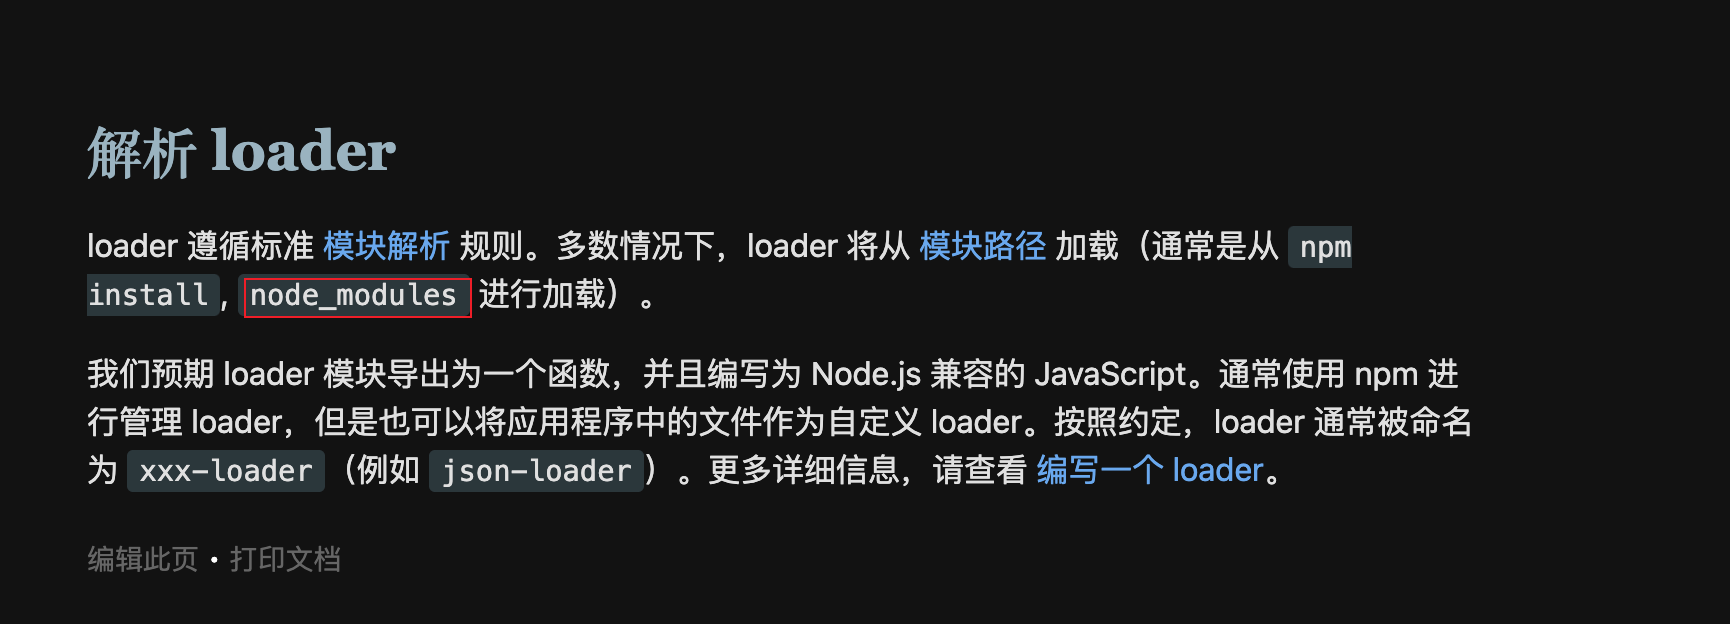 解析 loader
loader 遵循标准 模块解析 规则。多数情况下，loader 将从 模块路径 加载（通常是从 npm
install, node_modules 进行加载）。
我们预期 loader 模块导出为一个函数，并且编写为 Node.js 兼容的 JavaScript。通常使用 npm 进
行管理 loader，但是也可以将应用程序中的文件作为自定义 loader。按照约定，loader 通常被命名
为 xxx-loader（例如 json-loader）。更多详细信息，请查看 编写一个 loader。
编辑此页 · 打印文档